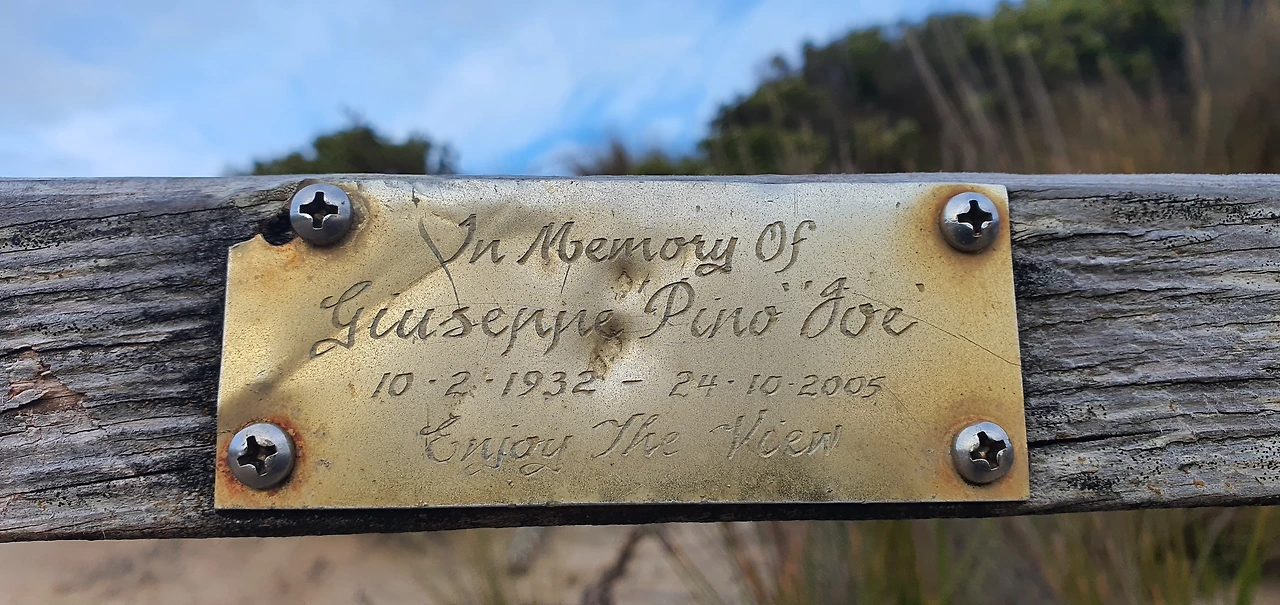 In Memory Of
Giuseppe "Pino" "Joe"
10 · 2 · 1932 - 24 · 10 · 2005
Enjoy The View